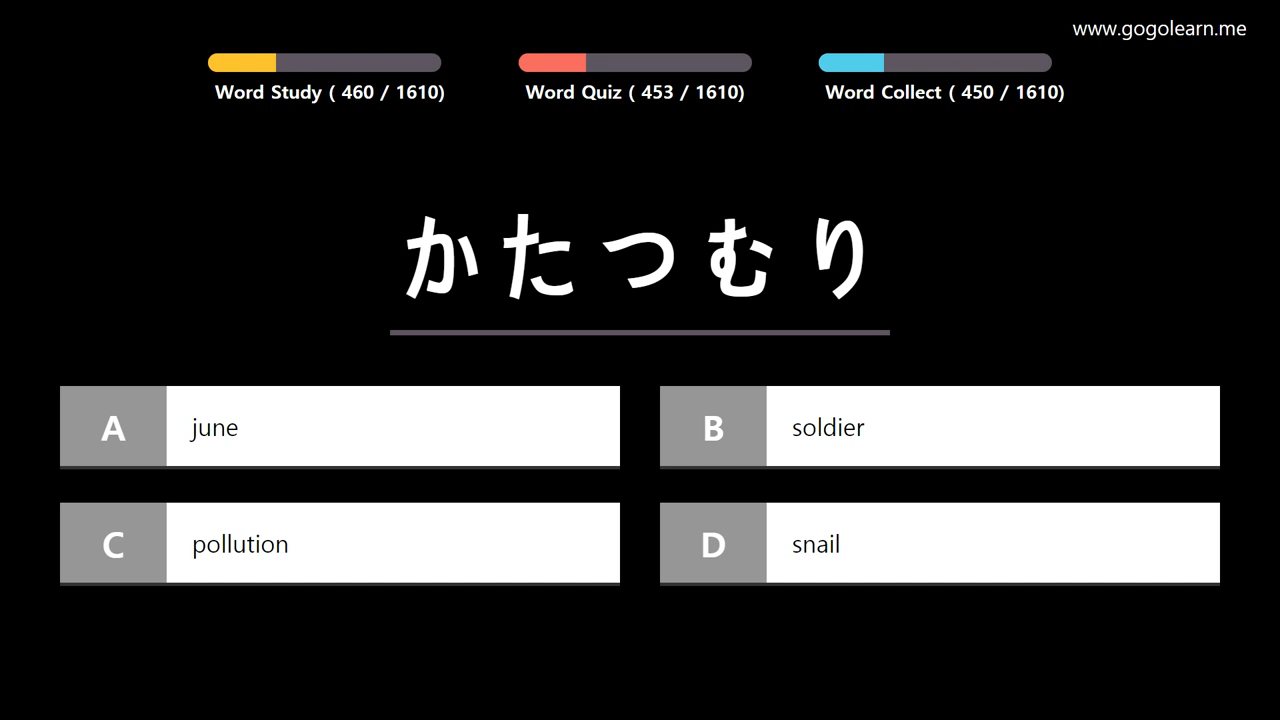 www.gogolearn.me
Word Study ( 460 / 1610)
Word Quiz ( 453 / 1610)
Word Collect ( 450 / 1610)
かたつむり
A june
B soldier
C pollution
D snail